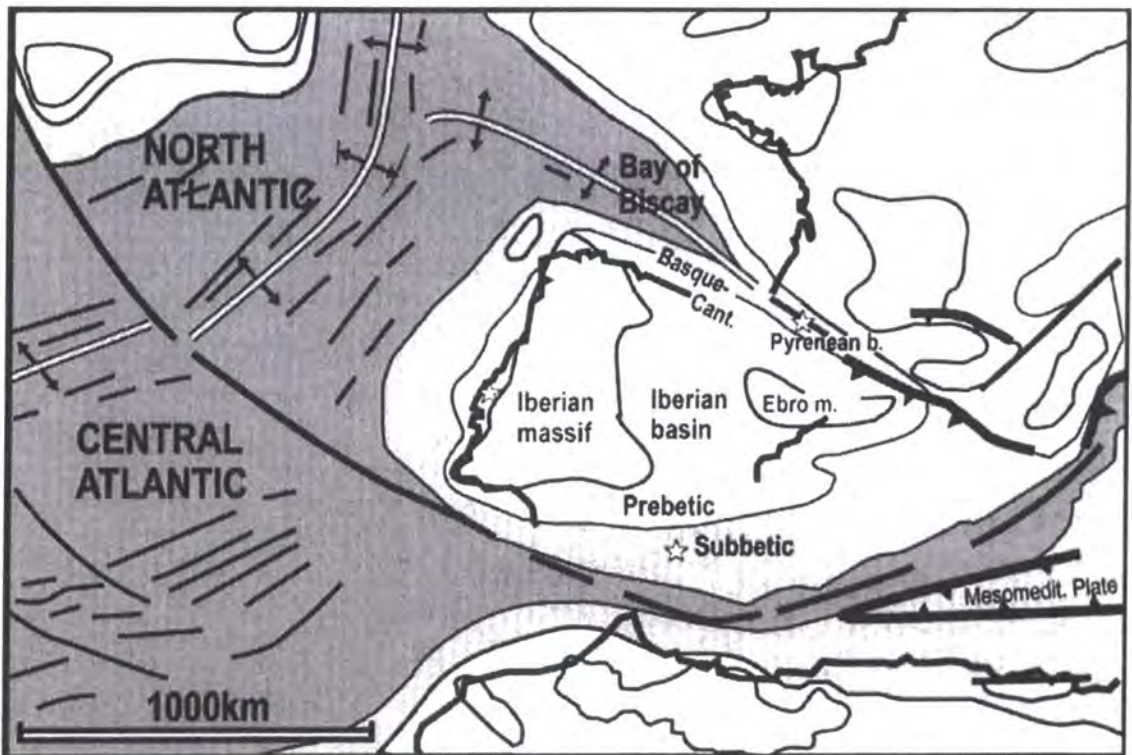 NORTH
ATLANTIC
Bay of
Biscay
Basque-
Cant.
Pyrenean b.
Iberian
massif
Iberian
basin
Ebro m.
CENTRAL
ATLANTIC
Prebetic
Subbetic
Mesomedit. Plate
1000km